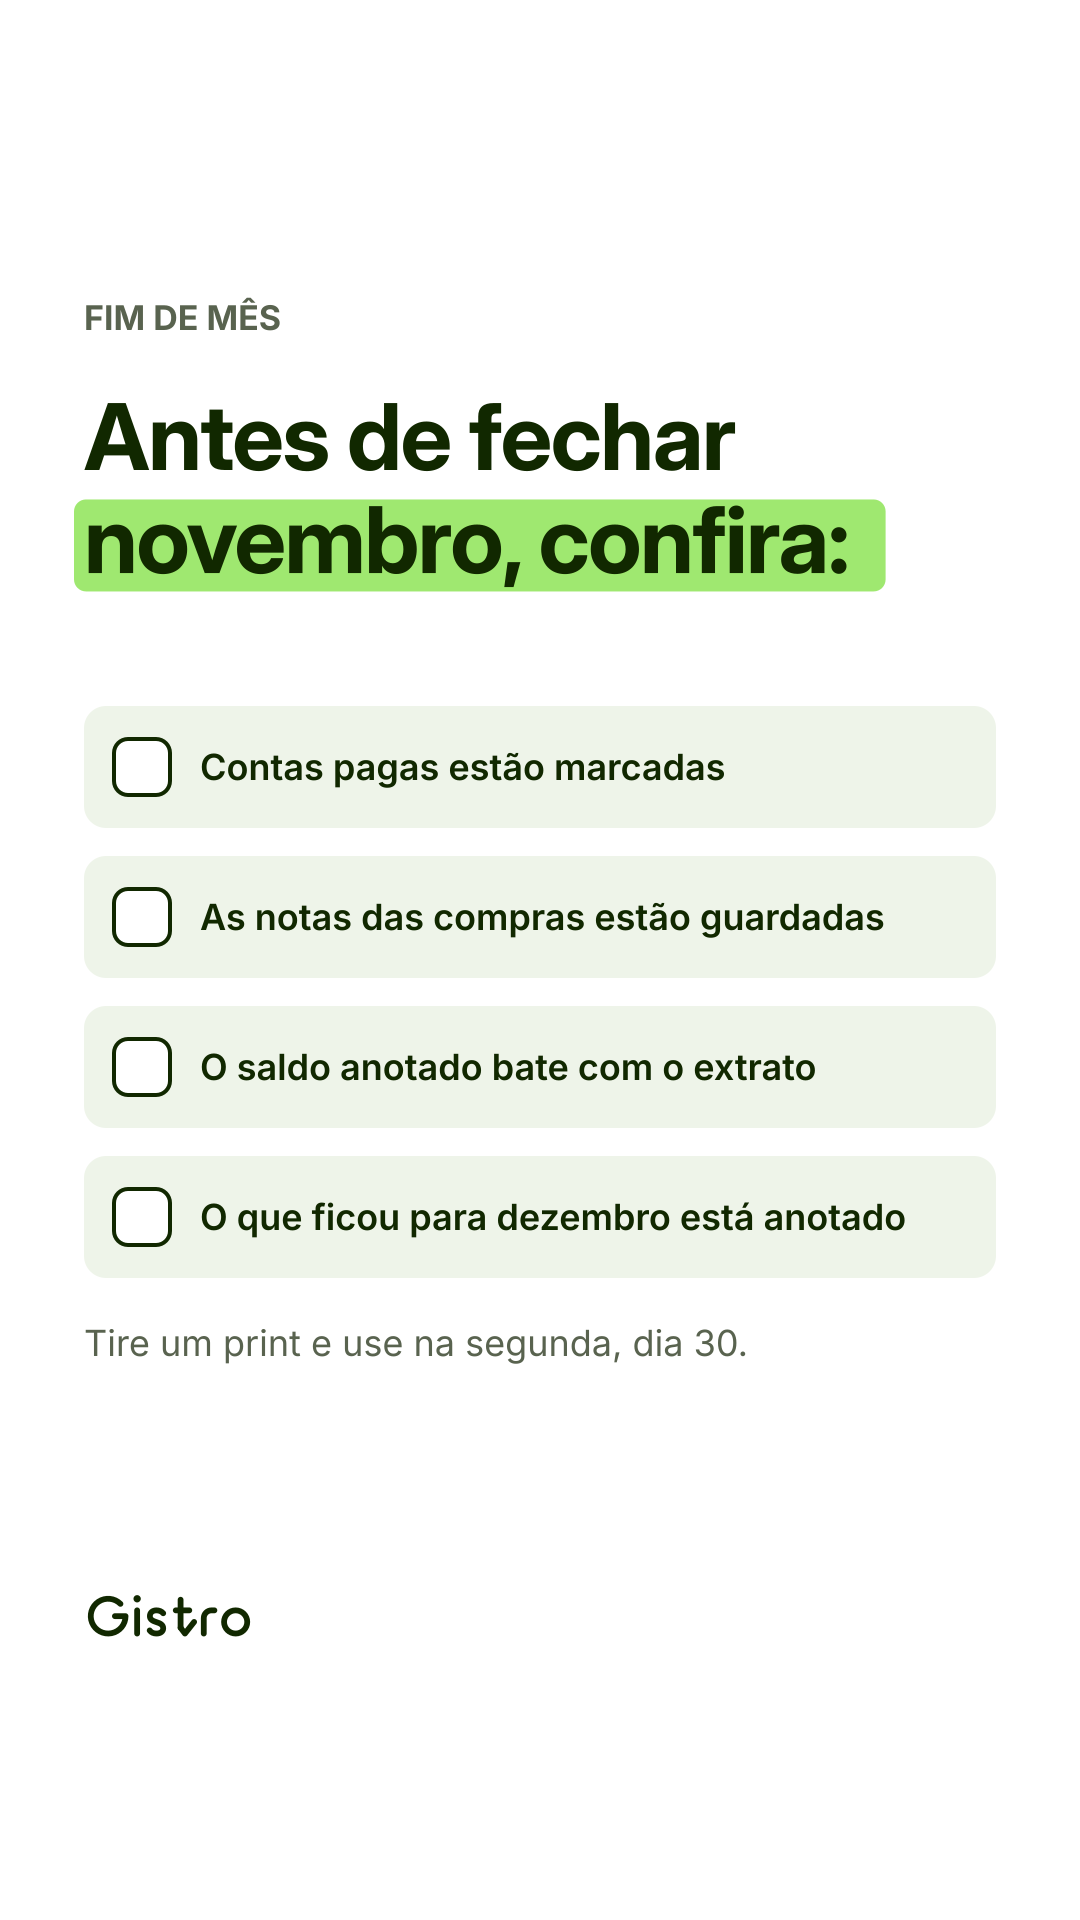 FIM DE MÊS
Antes de fechar
novembro, confira:
Contas pagas estão marcadas
As notas das compras estão guardadas
O saldo anotado bate com o extrato
O que ficou para dezembro está anotado
Tire um print e use na segunda, dia 30.
Gistro